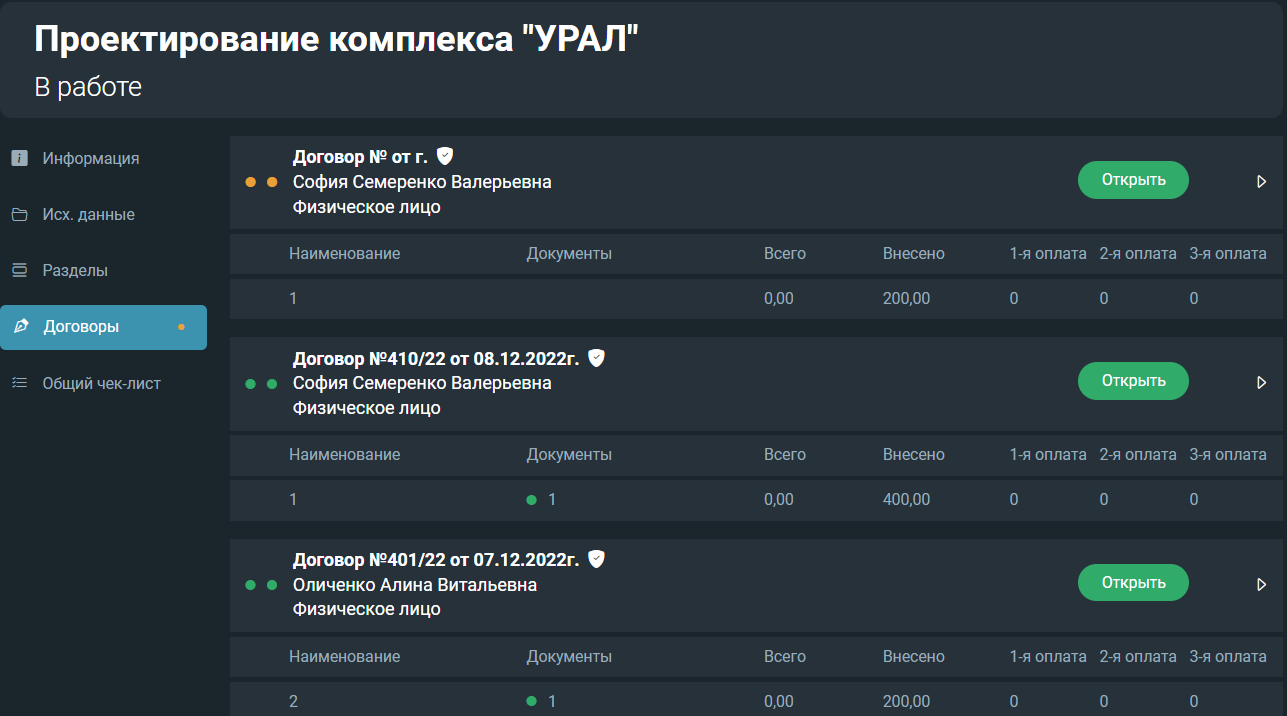 Проектирование комплекса "УРАЛ"
В работе
Информация
Исх. данные
Разделы
Договоры
Общий чек-лист
Договор № от г.
София Семеренко Валерьевна
Физическое лицо
Открыть
Наименование Документы Всего Внесено 1-я оплата 2-я оплата 3-я оплата
1 0,00 200,00 0 0 0
Договор №410/22 от 08.12.2022г.
София Семеренко Валерьевна
Физическое лицо
Открыть
Наименование Документы Всего Внесено 1-я оплата 2-я оплата 3-я оплата
1 1 0,00 400,00 0 0 0
Договор №401/22 от 07.12.2022г.
Оличенко Алина Витальевна
Физическое лицо
Открыть
Наименование Документы Всего Внесено 1-я оплата 2-я оплата 3-я оплата
2 1 0,00 200,00 0 0 0